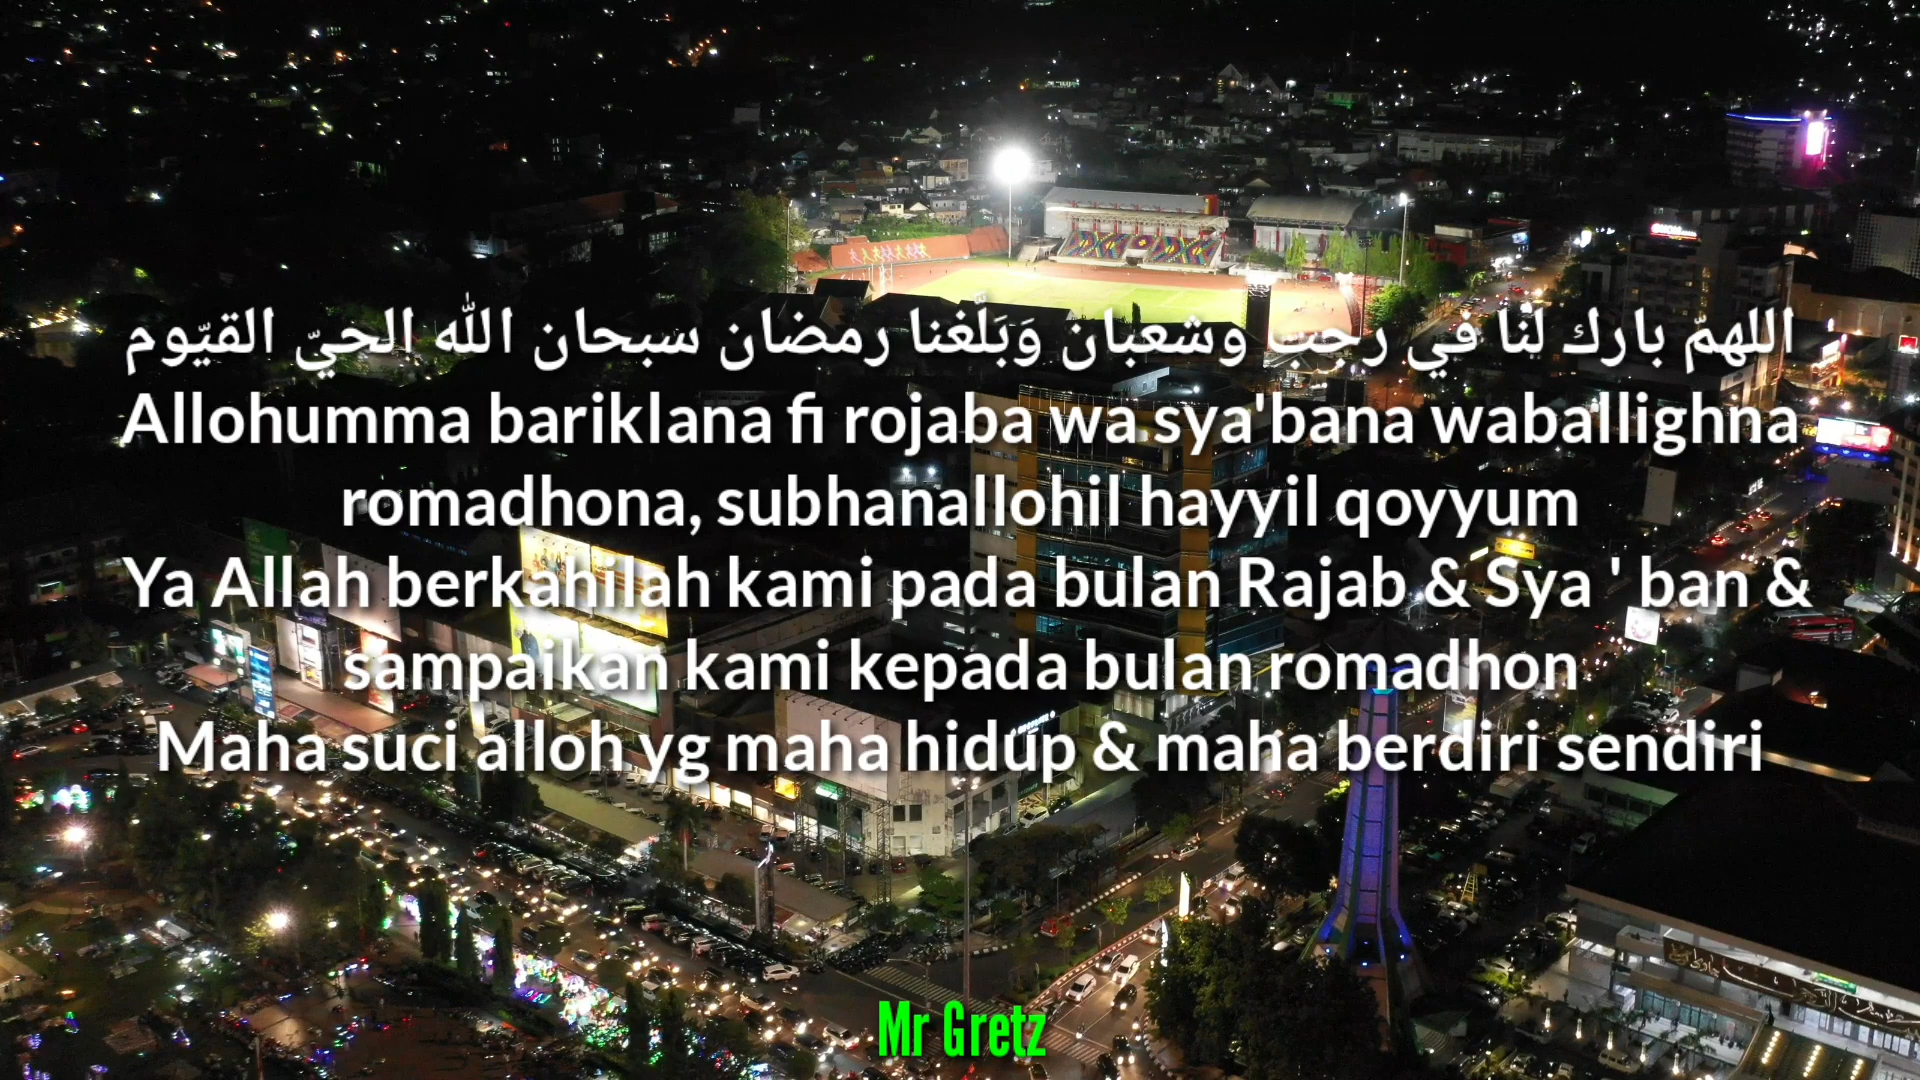 اللهمّ بارك لنا في رجب وشعبان وَبَلَّغنا رمضان سبحان الله الحيّ القيّوم
Allohumma bariklana fi rojaba wa sya'bana waballighna
romadhona, subhanallohil hayyil qoyyum
Ya Allah berkahilah kami pada bulan Rajab & Sya ' ban &
sampaikan kami kepada bulan romadhon
Maha suci alloh yg maha hidup & maha berdiri sendiri
Mr Gretz